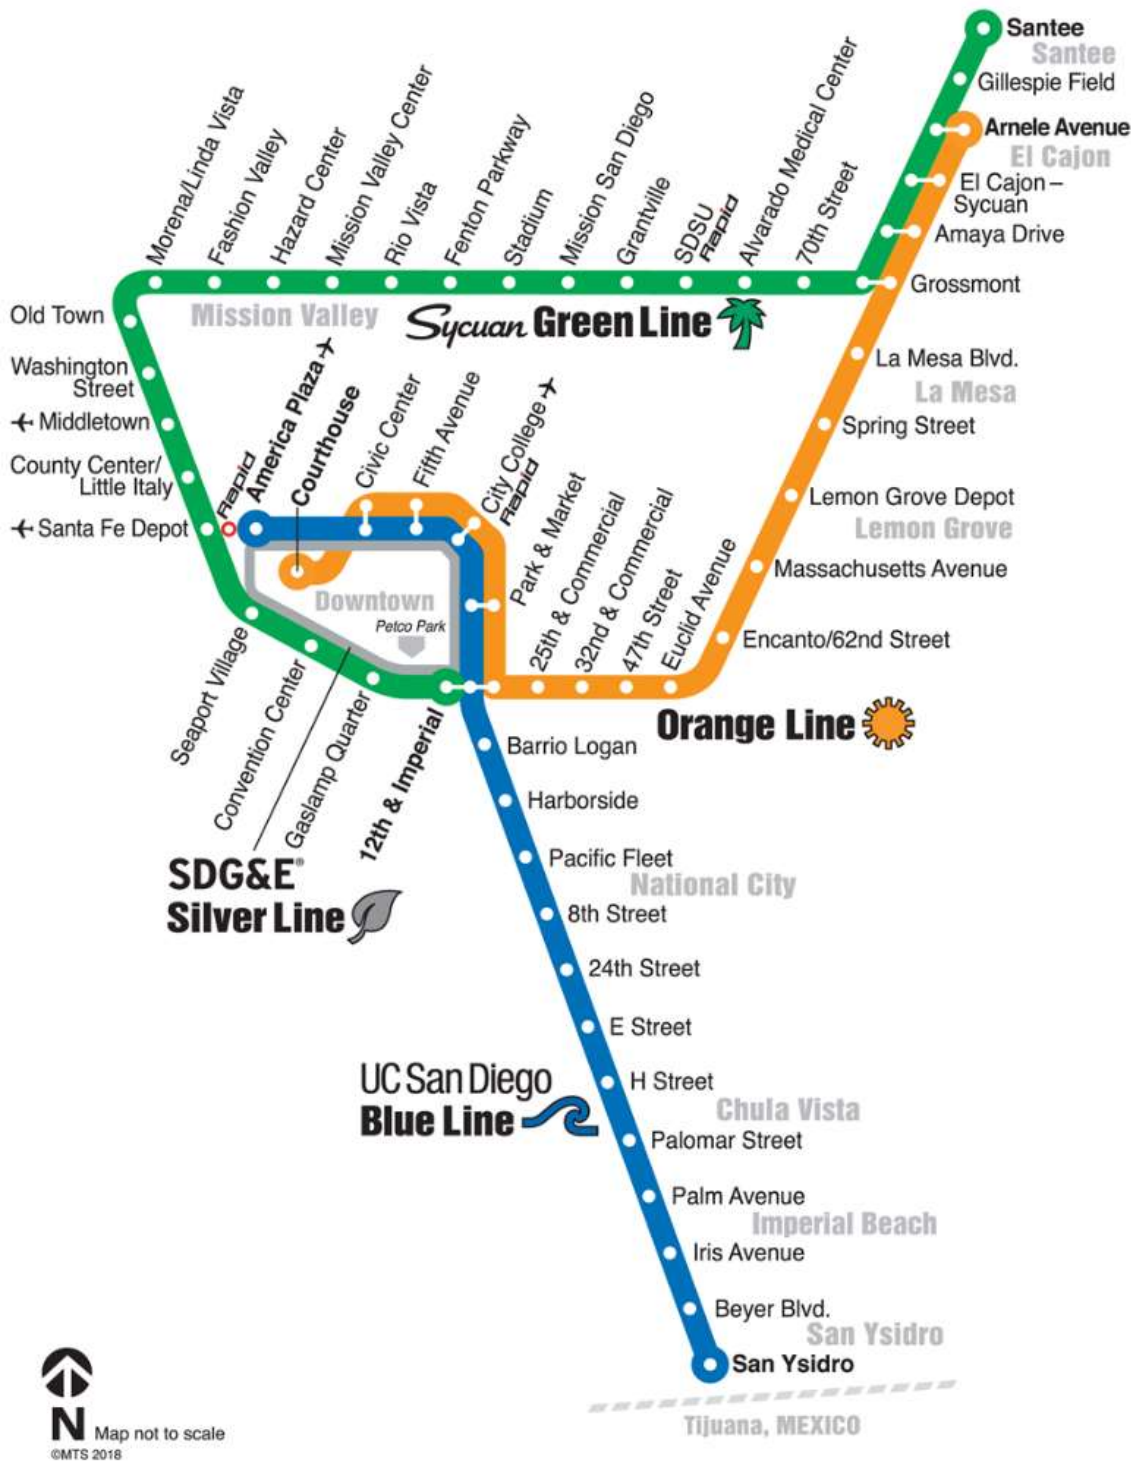 Santee
Santee
Gillespie Field
Arnele Avenue
El Cajon
El Cajon –
Sycuan
Amaya Drive
Grossmont
Morena/Linda Vista
Fashion Valley
Hazard Center
Mission Valley Center
Rio Vista
Fenton Parkway
Stadium
Mission San Diego
Grantville
SDSU
Rapid
Alvarado Medical Center
70th Street
Old Town
Mission Valley
Sycuan Green Line
Washington
Street
Middletown
County Center/
Little Italy
Santa Fe Depot
Rapid
America Plaza
Courthouse
Civic Center
Fifth Avenue
City College
Rapid
Park & Market
25th & Commercial
32nd & Commercial
47th Street
Euclid Avenue
La Mesa Blvd.
La Mesa
Spring Street
Lemon Grove Depot
Lemon Grove
Massachusetts Avenue
Encanto/62nd Street
Downtown
Petco Park
Orange Line
Seaport Village
Convention Center
Gaslamp Quarter
12th & Imperial
SDG&E®
Silver Line
Barrio Logan
Harborside
Pacific Fleet
National City
8th Street
24th Street
E Street
UC San Diego
Blue Line
H Street
Chula Vista
Palomar Street
Palm Avenue
Imperial Beach
Iris Avenue
Beyer Blvd.
San Ysidro
San Ysidro
Tijuana, MEXICO
N Map not to scale
©MTS 2018